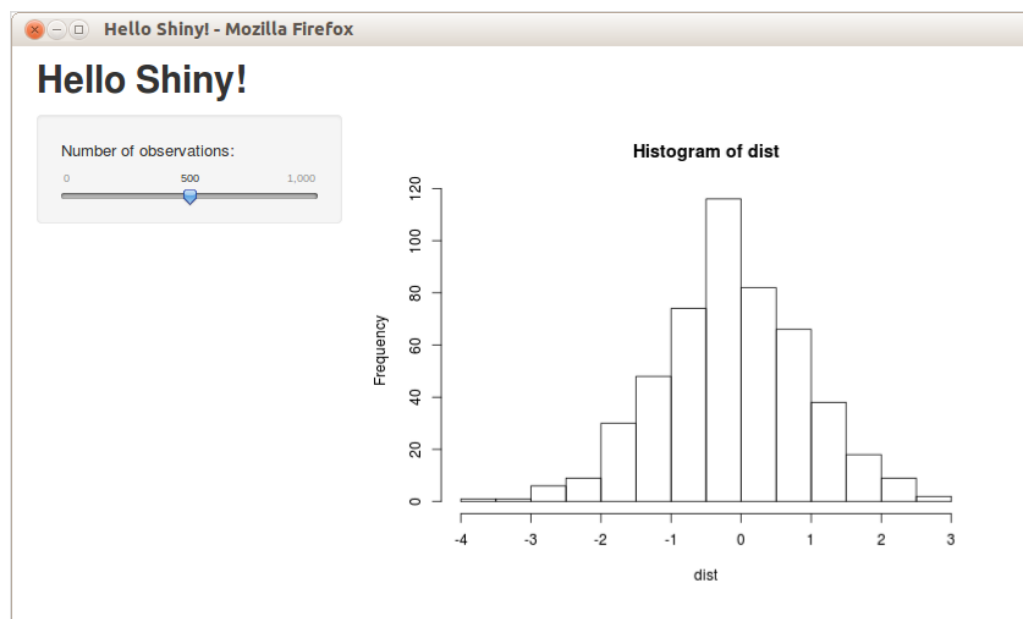 Hello Shiny! - Mozilla Firefox
Hello Shiny!
Number of observations:
0 500 1,000
Histogram of dist
Frequency
120
100
80
60
40
20
0
-4 -3 -2 -1 0 1 2 3
dist